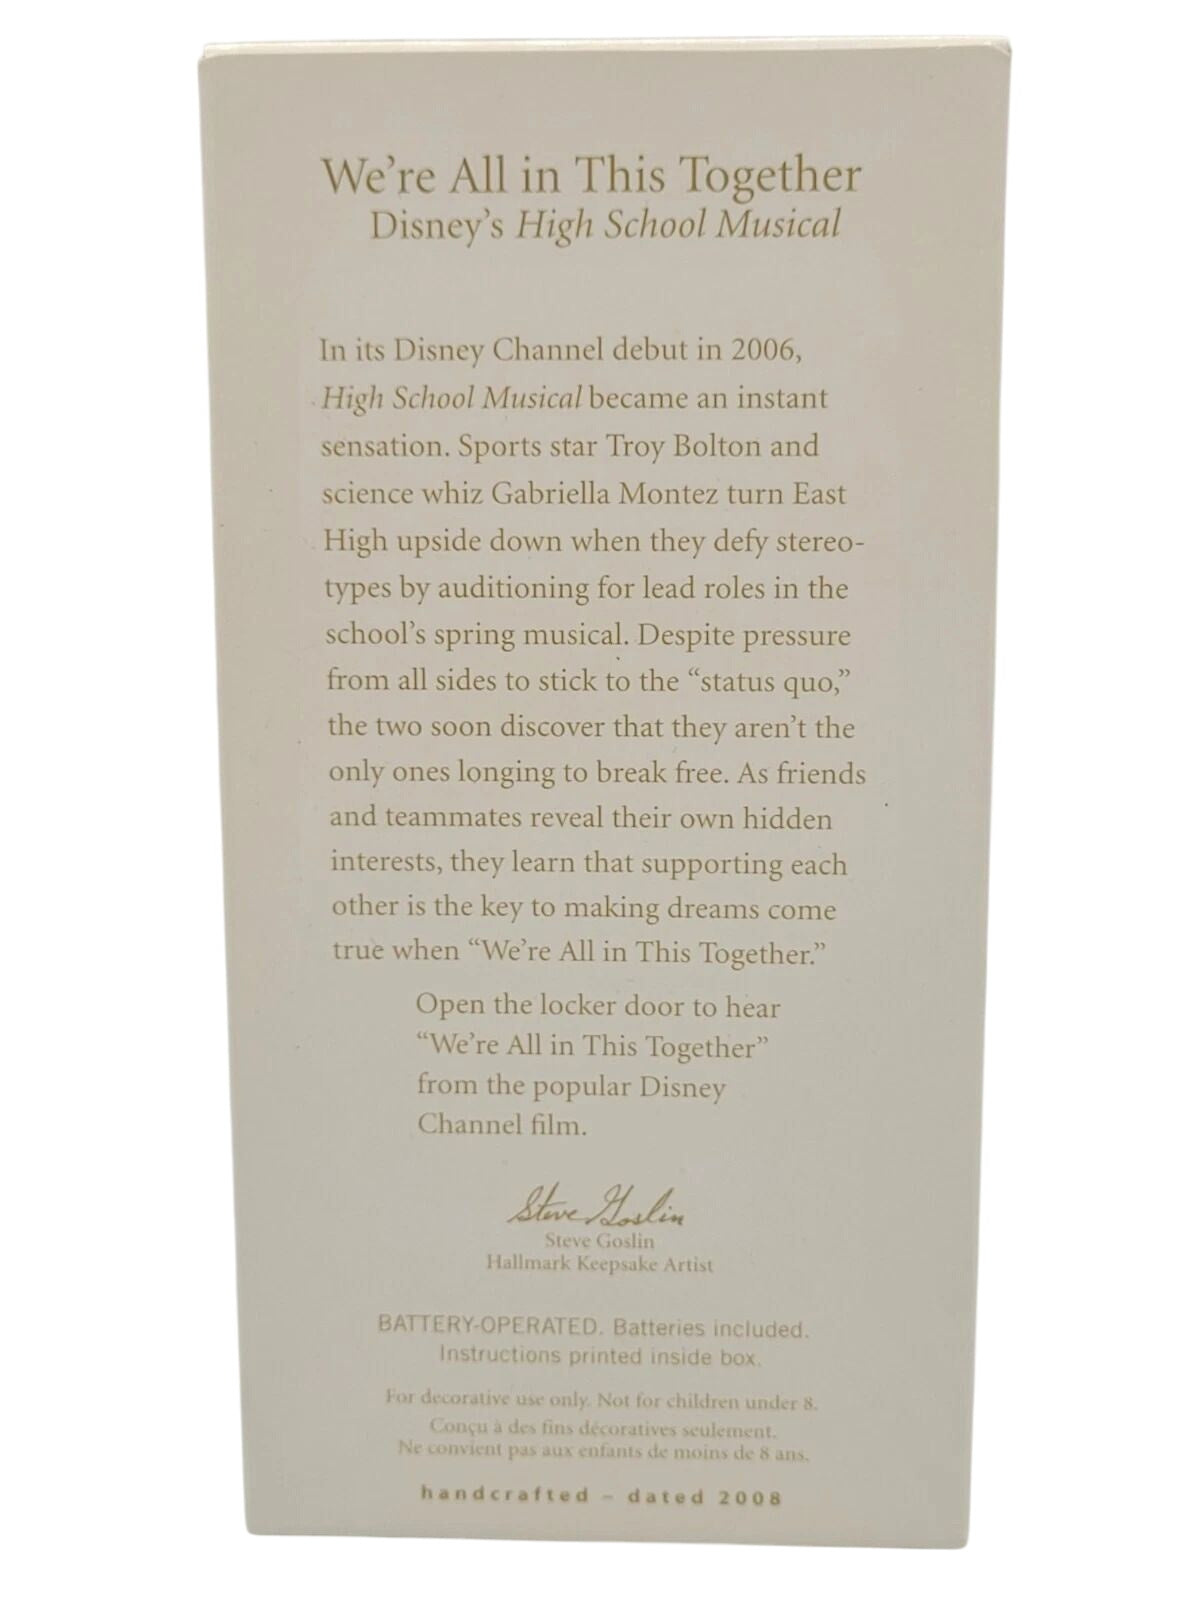 We're All in This Together
Disney's High School Musical
In its Disney Channel debut in 2006,
High School Musical became an instant
sensation. Sports star Troy Bolton and
science whiz Gabriella Montez turn East
High upside down when they defy stereo-
types by auditioning for lead roles in the
school's spring musical. Despite pressure
from all sides to stick to the “status quo,”
the two soon discover that they aren't the
only ones longing to break free. As friends
and teammates reveal their own hidden
interests, they learn that supporting each
other is the key to making dreams come
true when “We're All in This Together.”
Open the locker door to hear
“We're All in This Together”
from the popular Disney
Channel film.
Steve Goslin
Steve Goslin
Hallmark Keepsake Artist
BATTERY-OPERATED. Batteries included.
Instructions printed inside box.
For decorative use only. Not for children under 8.
Conçu à des fins décoratives seulement.
Ne convient pas aux enfants de moins de 8 ans.
handcrafted – dated 2008